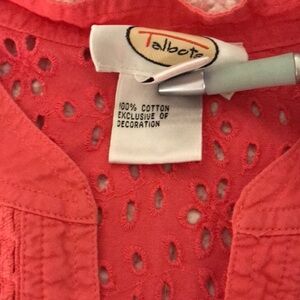 Talbots
100% COTTON
EXCLUSIVE OF
DECORATION